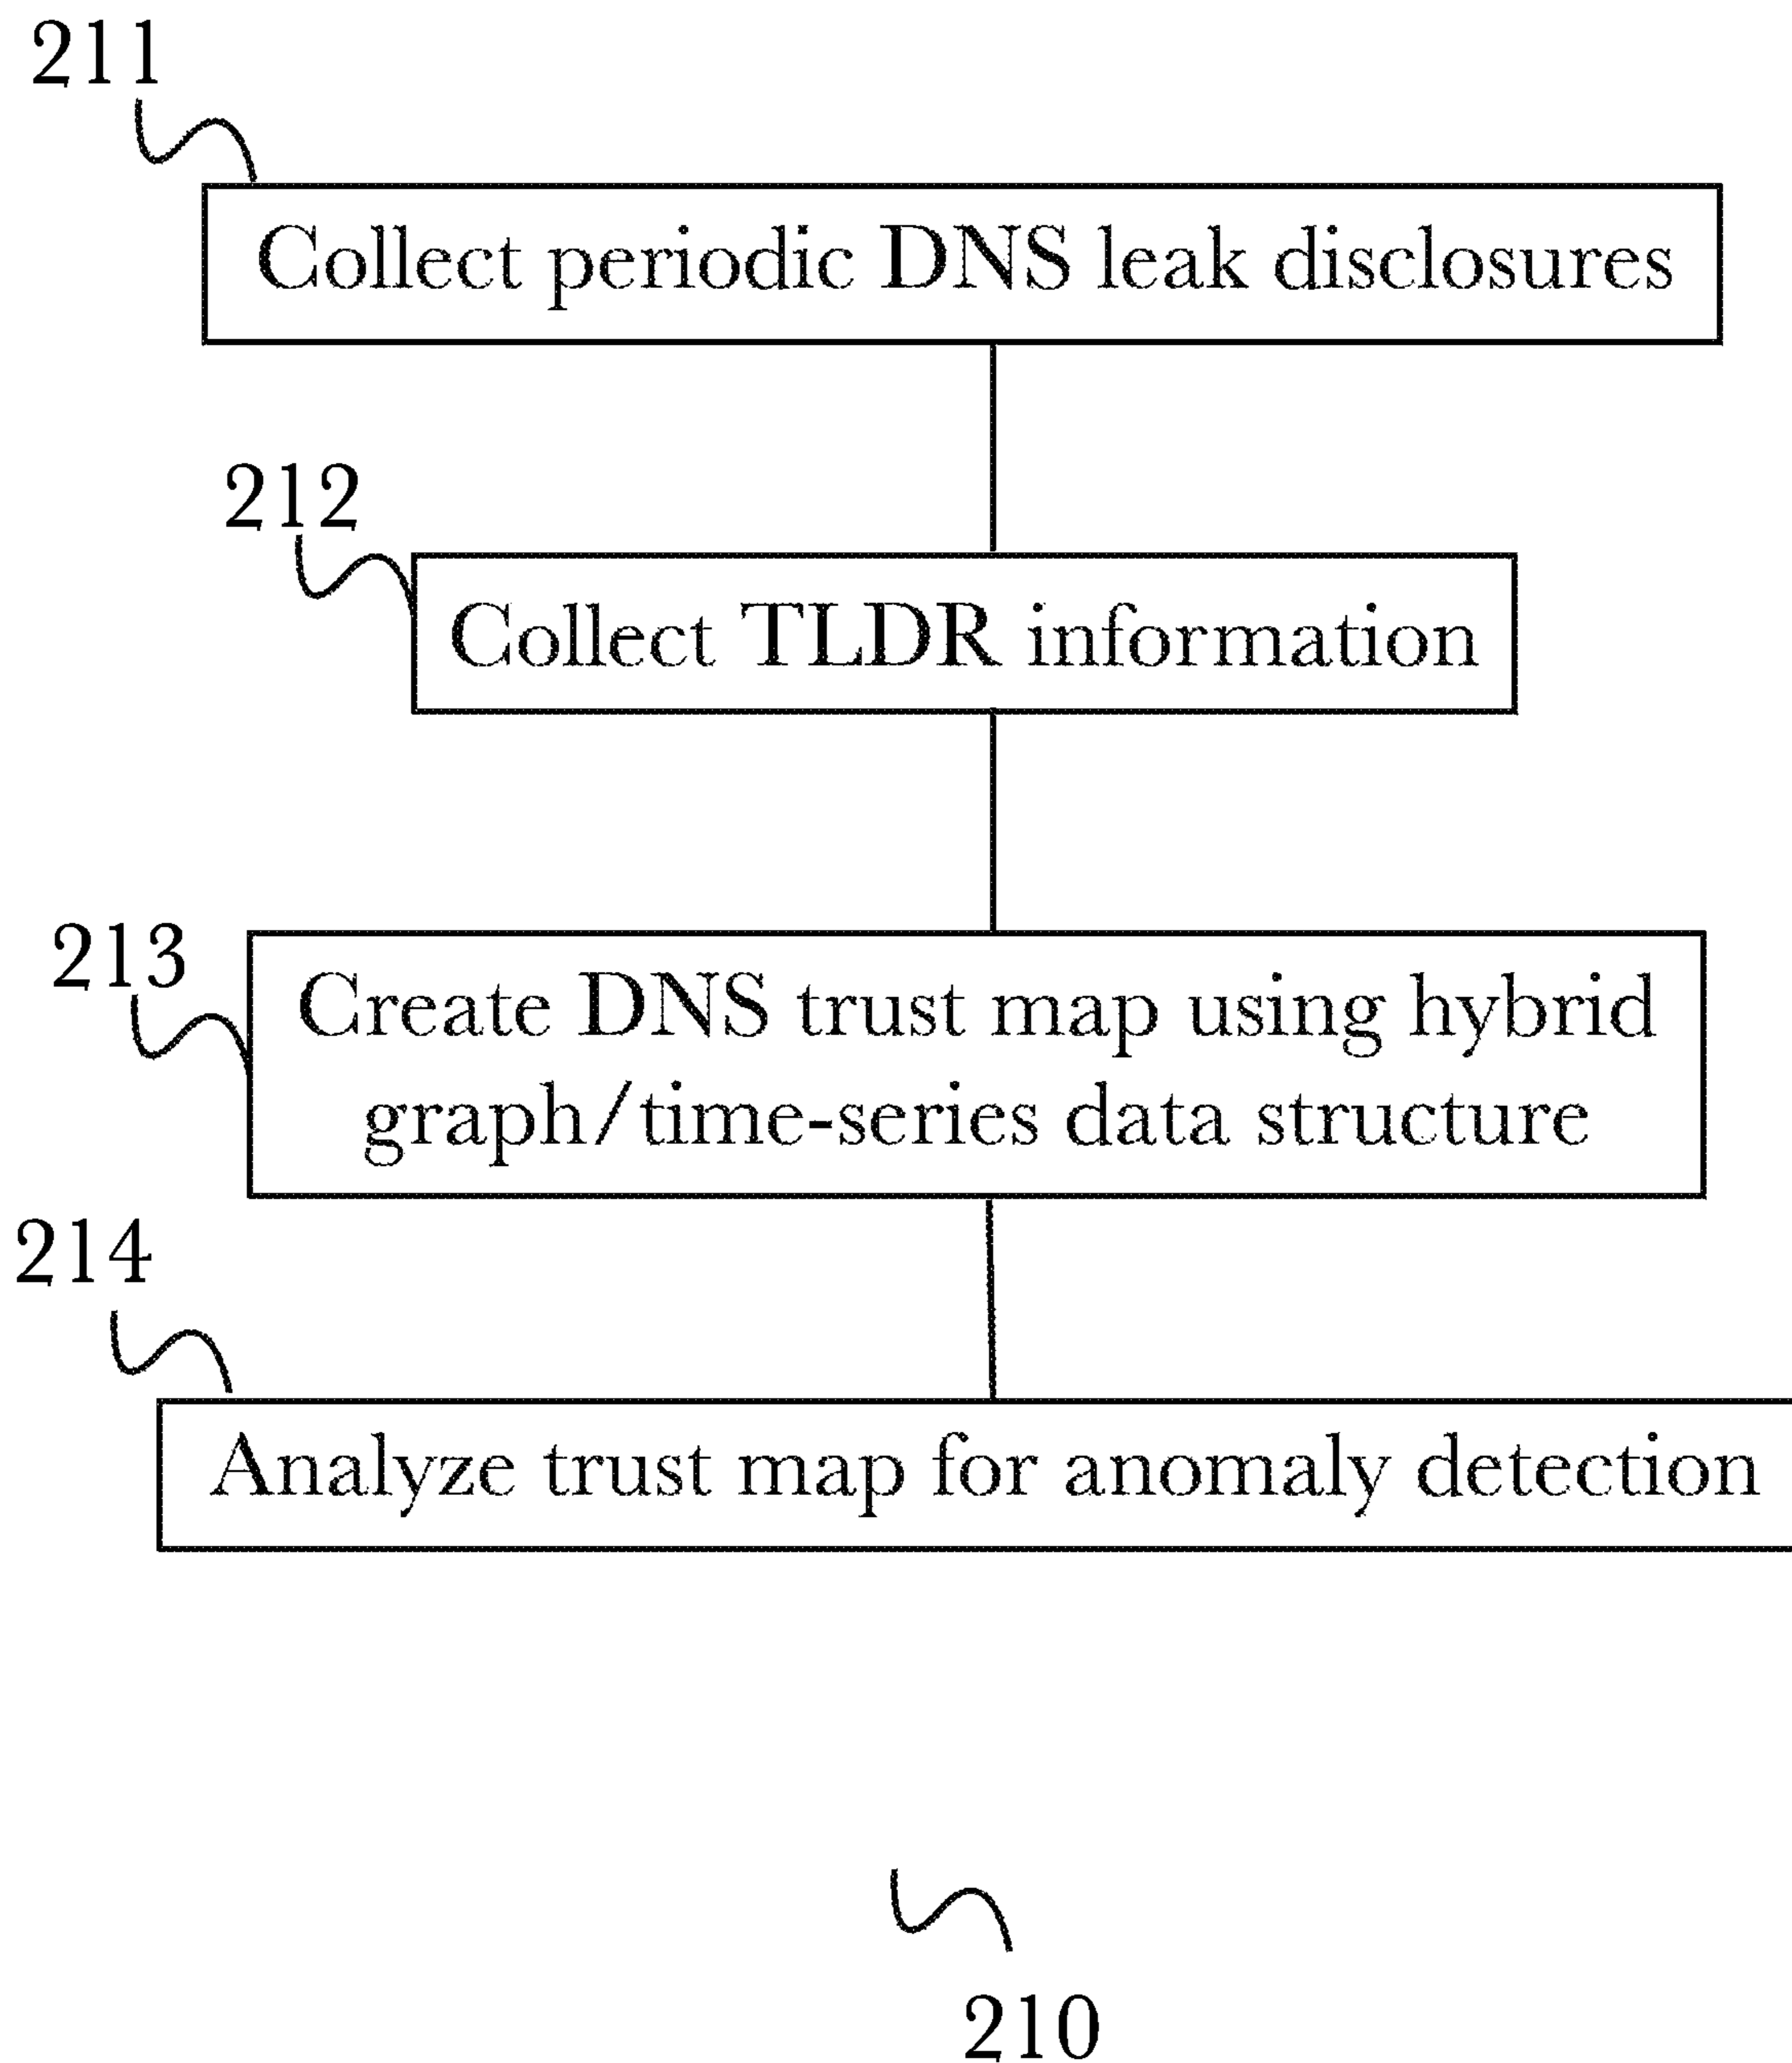 211
Collect periodic DNS leak disclosures
212
Collect TLDR information
213
Create DNS trust map using hybrid
graph/time-series data structure
214
Analyze trust map for anomaly detection
210